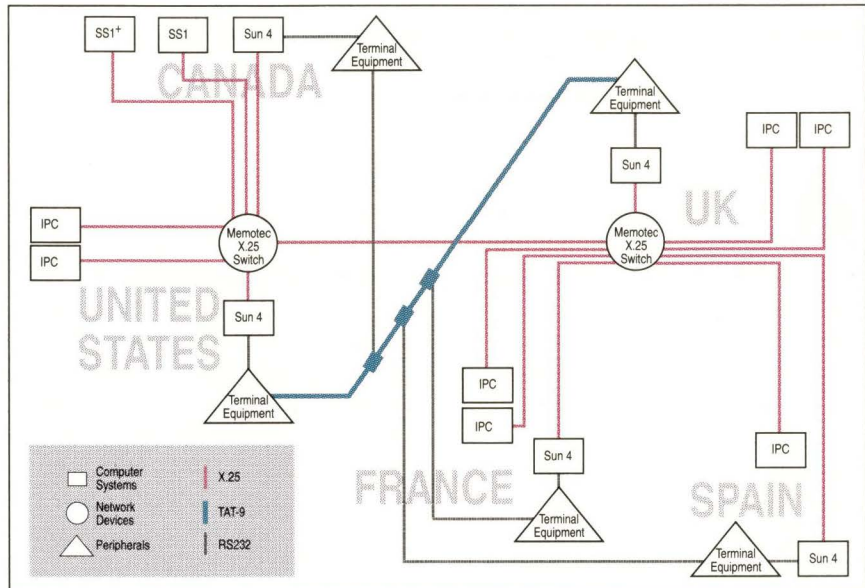 SS1+
SS1
Sun 4
Terminal
Equipment
CANADA
Terminal
Equipment
IPC
IPC
Sun 4
UK
IPC
IPC
Memotec
X.25
Switch
Memotec
X.25
Switch
UNITED
STATES
Sun 4
Terminal
Equipment
IPC
IPC
Sun 4
IPC
FRANCE
SPAIN
Terminal
Equipment
Terminal
Equipment
Sun 4
Computer
Systems
X.25
Network
Devices
TAT-9
Peripherals
RS232